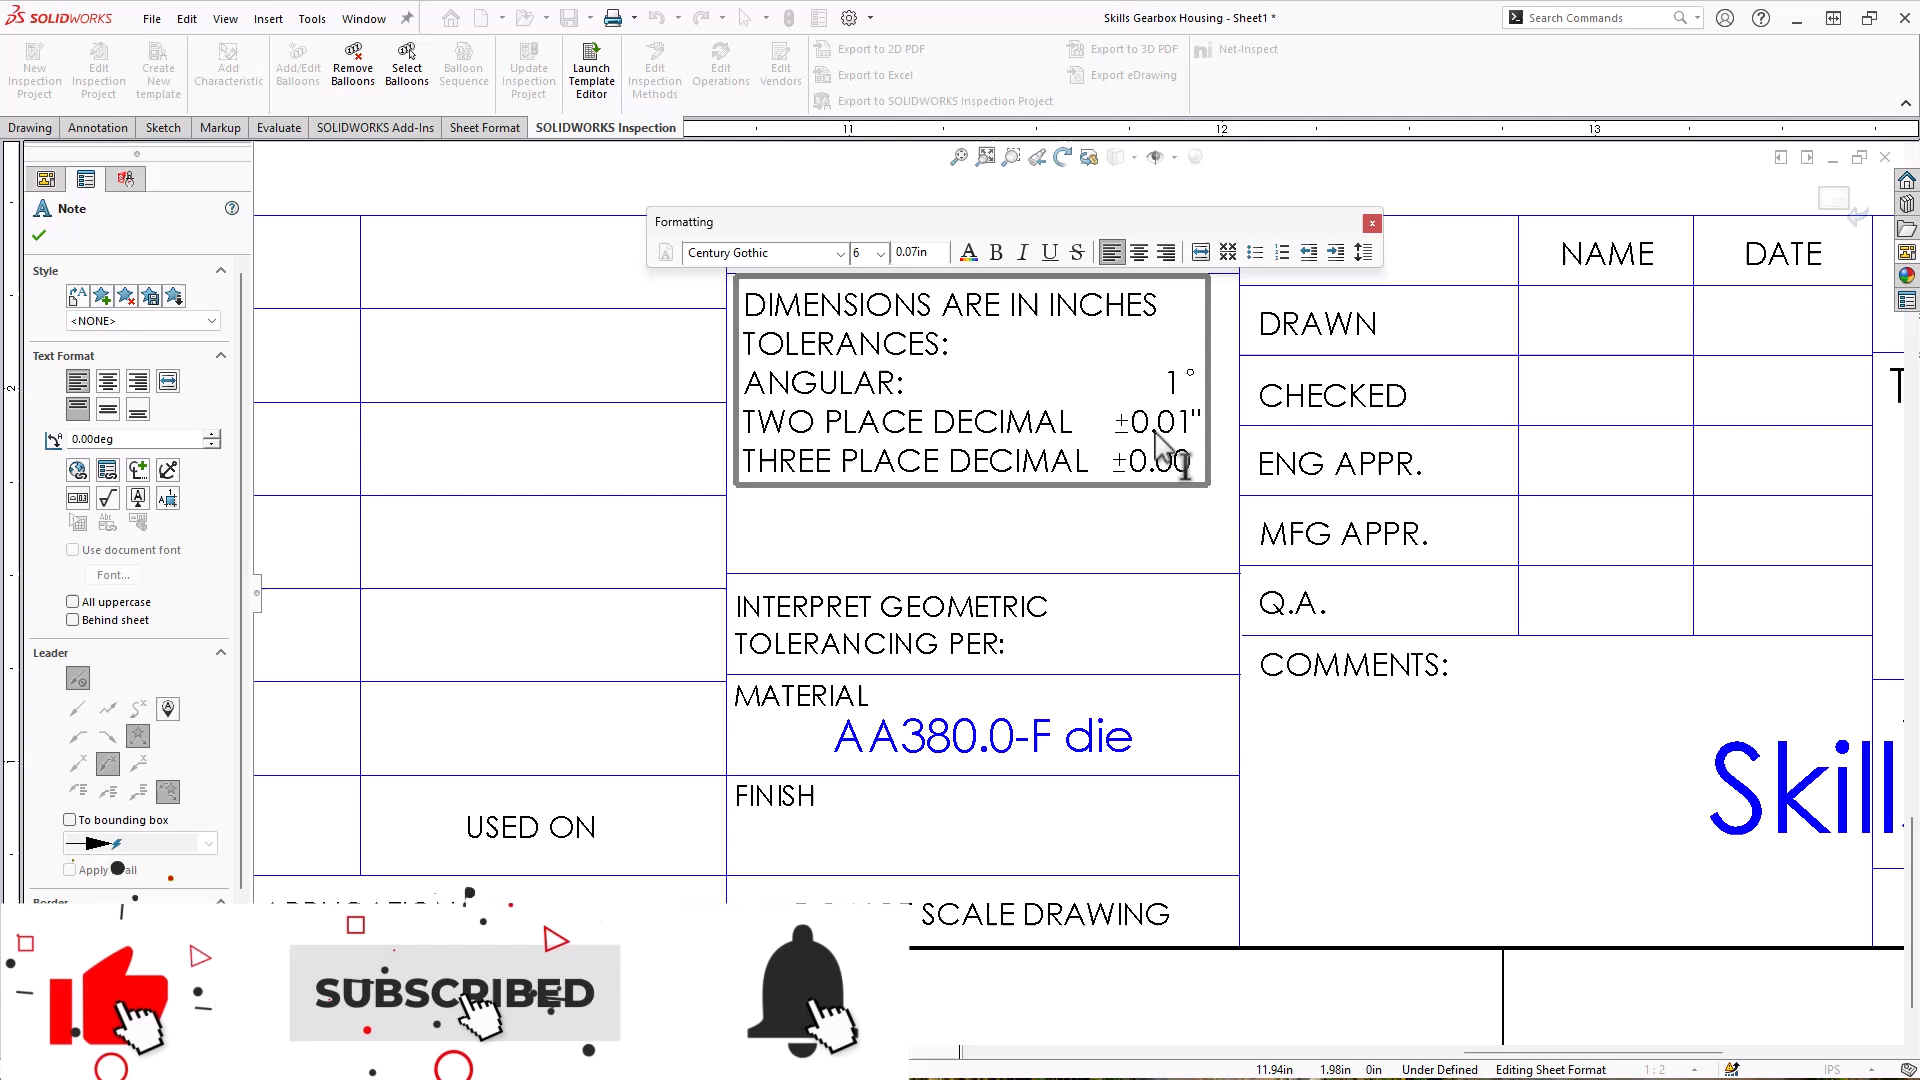 SOLIDWORKS
File Edit View Insert Tools Window
Skills Gearbox Housing - Sheet1 *
Search Commands
New Inspection Project
Edit Inspection Project
Create New template
Add Characteristic
Add/Edit Balloons
Remove Balloons
Select Balloons
Balloon Sequence
Update Inspection Project
Launch Template Editor
Edit Inspection Methods
Edit Operations
Edit Vendors
Export to 2D PDF
Export to Excel
Export to SOLIDWORKS Inspection Project
Export to 3D PDF
Export eDrawing
Net-Inspect
Drawing Annotation Sketch Markup Evaluate SOLIDWORKS Add-Ins Sheet Format SOLIDWORKS Inspection
11 12 13
Note
Style
<NONE>
Text Format
0.00deg
Use document font
Font...
All uppercase
Behind sheet
Leader
To bounding box
Border
Formatting
Century Gothic 6 0.07in
DIMENSIONS ARE IN INCHES
TOLERANCES:
ANGULAR: 1°
TWO PLACE DECIMAL ±0.01"
THREE PLACE DECIMAL ±0.00
INTERPRET GEOMETRIC
TOLERANCING PER:
MATERIAL
AA380.0-F die
FINISH
USED ON
SCALE DRAWING
NAME DATE
DRAWN
CHECKED
ENG APPR.
MFG APPR.
Q.A.
COMMENTS:
Skill
SUBSCRIBED
11.94in 1.98in 0in Under Defined Editing Sheet Format 1 : 2 IPS